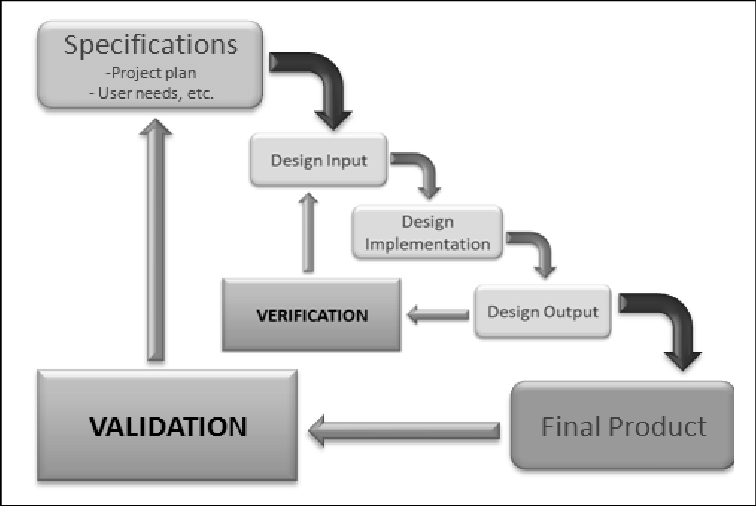 Specifications
-Project plan
- User needs, etc.
Design Input
Design
Implementation
VERIFICATION
Design Output
VALIDATION
Final Product